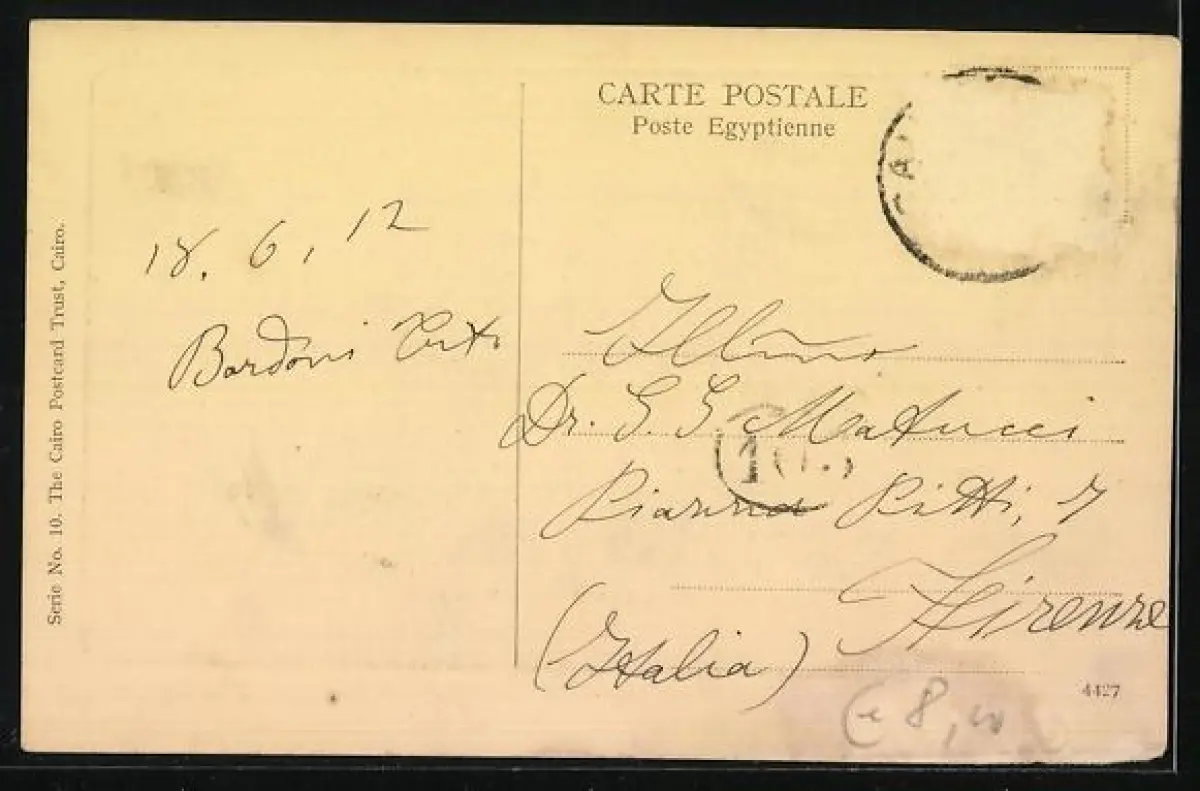 CARTE POSTALE
Poste Egyptienne
18. 6, 12
Bardoni
Illmo
Dr. G. G. Matucci
Piazza Pitti, 7
Firenze
(Italia)
4427
Serie No. 10. The Cairo Postcard Trust, Cairo.